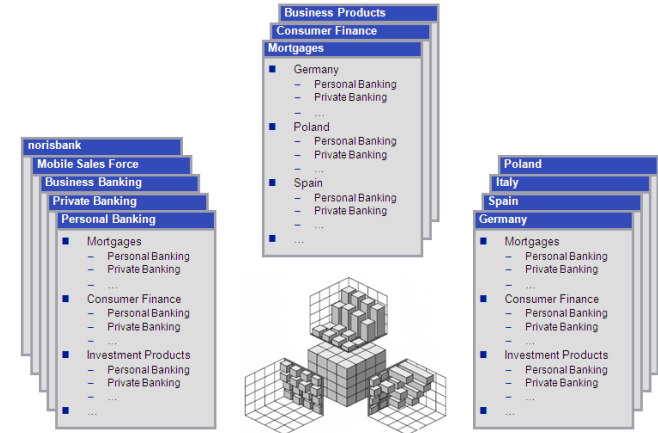 Business Products
Consumer Finance
Mortgages
Germany
– Personal Banking
– Private Banking
– ...
Poland
– Personal Banking
– Private Banking
– ...
Spain
– Personal Banking
– Private Banking
– ...
...
norisbank
Mobile Sales Force
Business Banking
Private Banking
Personal Banking
Mortgages
– Personal Banking
– Private Banking
– ...
Consumer Finance
– Personal Banking
– Private Banking
– ...
Investment Products
– Personal Banking
– Private Banking
– ...
...
Poland
Italy
Spain
Germany
Mortgages
– Personal Banking
– Private Banking
– ...
Consumer Finance
– Personal Banking
– Private Banking
– ...
Investment Products
– Personal Banking
– Private Banking
– ...
...